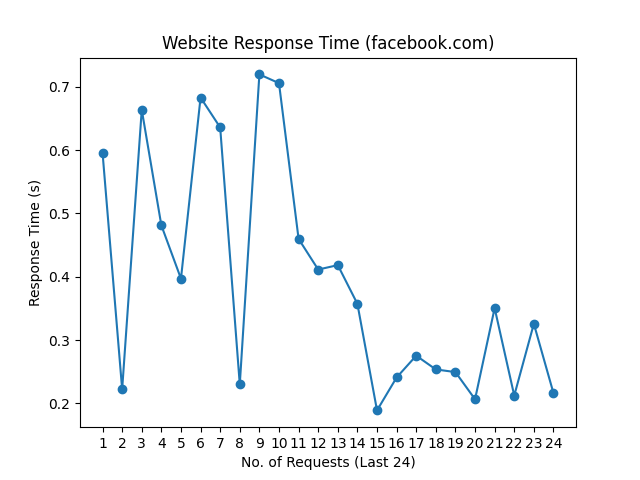 Website Response Time (facebook.com)
0.7
0.6
0.5
0.4
0.3
0.2
Response Time (s)
1 2 3 4 5 6 7 8 9 10 11 12 13 14 15 16 17 18 19 20 21 22 23 24
No. of Requests (Last 24)